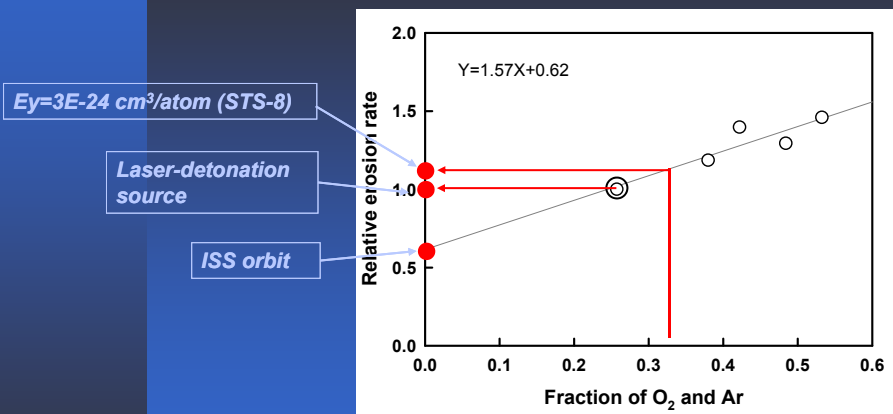 Ey=3E-24 cm³/atom (STS-8)
Laser-detonation
source
ISS orbit
Relative erosion rate
2.0
1.5
1.0
0.5
0.0
Y=1.57X+0.62
0.0 0.1 0.2 0.3 0.4 0.5 0.6
Fraction of O₂ and Ar